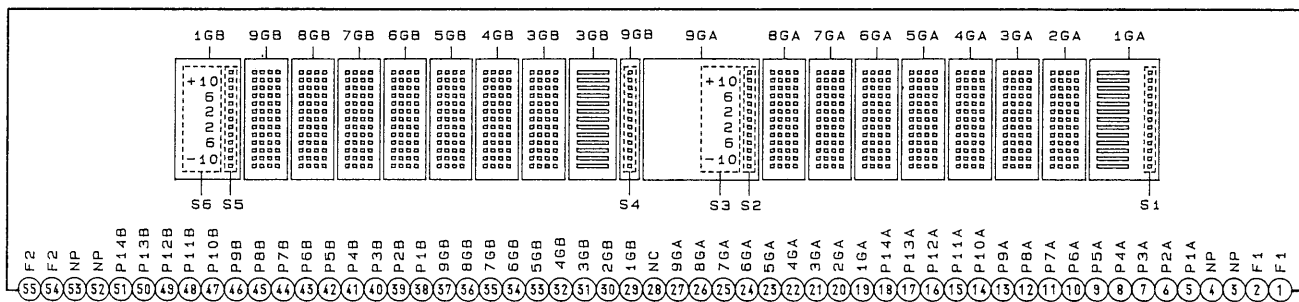 1GB 9GB 8GB 7GB 6GB 5GB 4GB 3GB 3GB 9GB 9GA 8GA 7GA 6GA 5GA 4GA 3GA 2GA 1GA
+10 +10
6 6
2 2
2 2
6 6
-10 -10
S6 S5 S4 S3 S2 S1
F2 F2 NP NP P14B P13B P12B P11B P10B P9B P8B P7B P6B P5B P4B P3B P2B P1B 9GB 8GB 7GB 6GB 5GB 4GB 3GB 2GB 1GB NC 9GA 8GA 7GA 6GA 5GA 4GA 3GA 2GA 1GA P14A P13A P12A P11A P10A P9A P8A P7A P6A P5A P4A P3A P2A P1A NP NP F1 F1
55 54 53 52 51 50 49 48 47 46 45 44 43 42 41 40 39 38 37 36 35 34 33 32 31 30 29 28 27 26 25 24 23 22 21 20 19 18 17 16 15 14 13 12 11 10 9 8 7 6 5 4 3 2 1